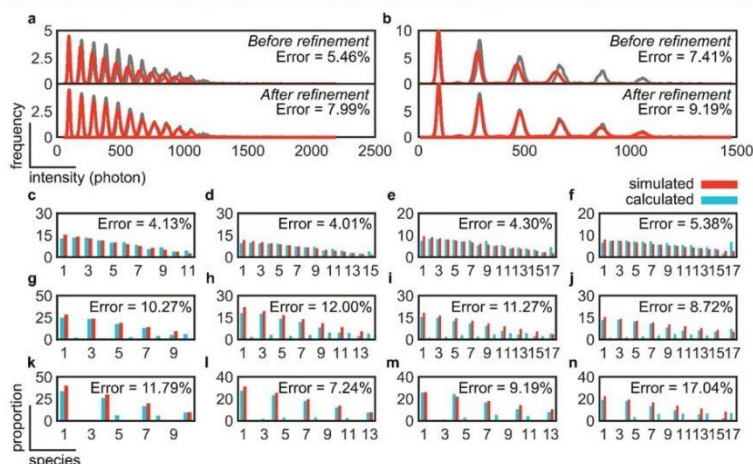 a
b
5
2.5
0
Before refinement
Error = 5.46%
10
5
0
Before refinement
Error = 7.41%
5
2.5
0
After refinement
Error = 7.99%
10
5
0
After refinement
Error = 9.19%
0 500 1000 1500 2000 2500
0 500 1000 1500
frequency
intensity (photon)
simulated
calculated
c
d
e
f
30
15
0
Error = 4.13%
30
15
0
Error = 4.01%
20
10
0
Error = 4.30%
20
10
0
Error = 5.38%
1 3 5 7 9 11
1 3 5 7 9 11 13 15
1 3 5 7 9 11 13 15 17
1 3 5 7 9 11 13 15 17
g
h
i
j
50
25
0
Error = 10.27%
30
15
0
Error = 12.00%
30
15
0
Error = 11.27%
30
15
0
Error = 8.72%
1 3 5 7 9
1 3 5 7 9 11 13
1 3 5 7 9 11 13 15 17
1 3 5 7 9 11 13 15 17
k
l
m
n
50
25
0
Error = 11.79%
40
20
0
Error = 7.24%
40
20
0
Error = 9.19%
40
20
0
Error = 17.04%
1 3 5 7 9
1 3 5 7 9 11 13
1 3 5 7 9 11 13
1 3 5 7 9 11 13 15 17
proportion
species